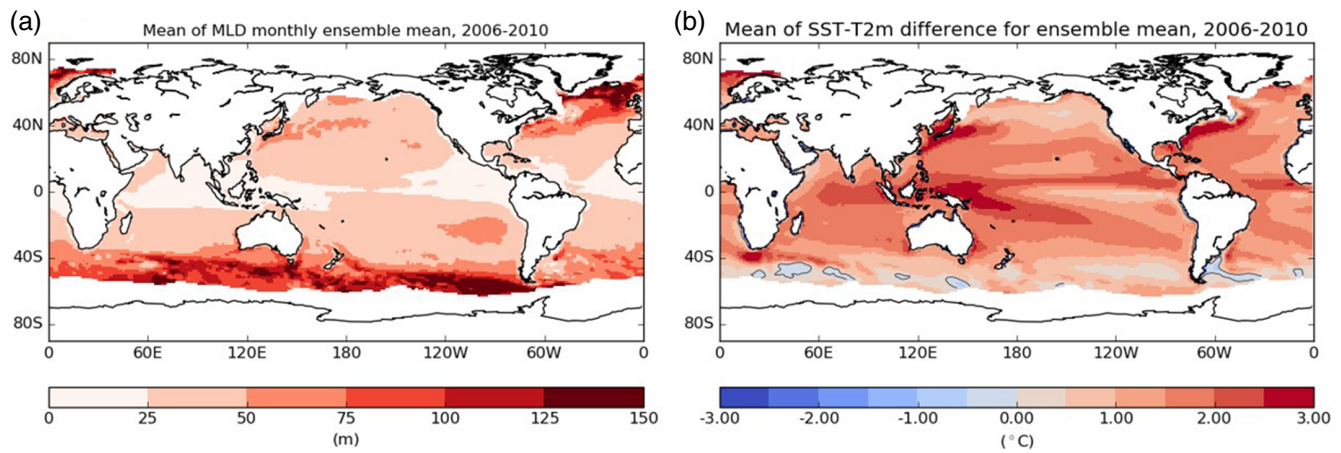 (a)
Mean of MLD monthly ensemble mean, 2006-2010
80N
40N
0
40S
80S
0 60E 120E 180 120W 60W 0
0 25 50 75 100 125 150
(m)
(b)
Mean of SST-T2m difference for ensemble mean, 2006-2010
80N
40N
0
40S
80S
0 60E 120E 180 120W 60W 0
-3.00 -2.00 -1.00 0.00 1.00 2.00 3.00
(°C)